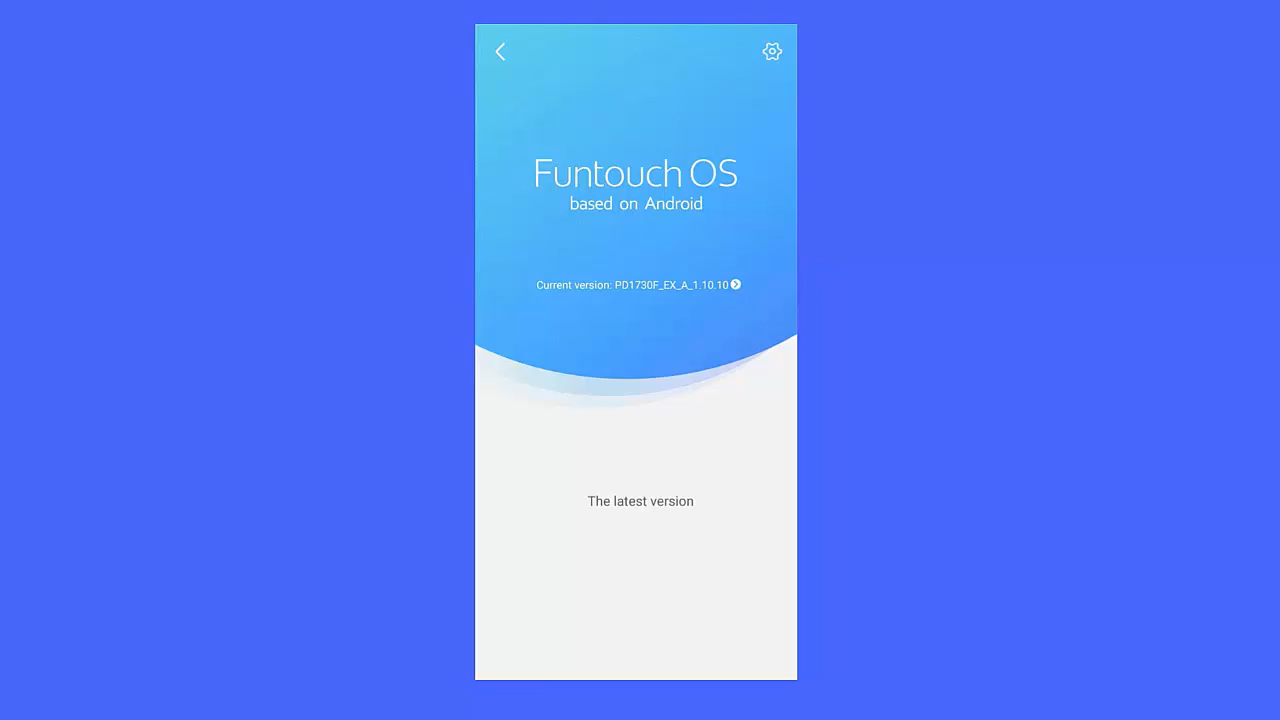 Funtouch OS
based on Android
Current version: PD1730F_EX_A_1.10.10
The latest version